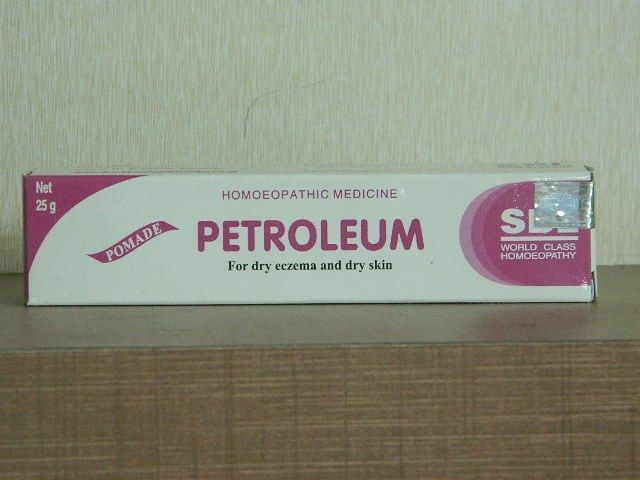 Net
25 g
POMADE
HOMOEOPATHIC MEDICINE
PETROLEUM
For dry eczema and dry skin
SBL
WORLD CLASS
HOMOEOPATHY